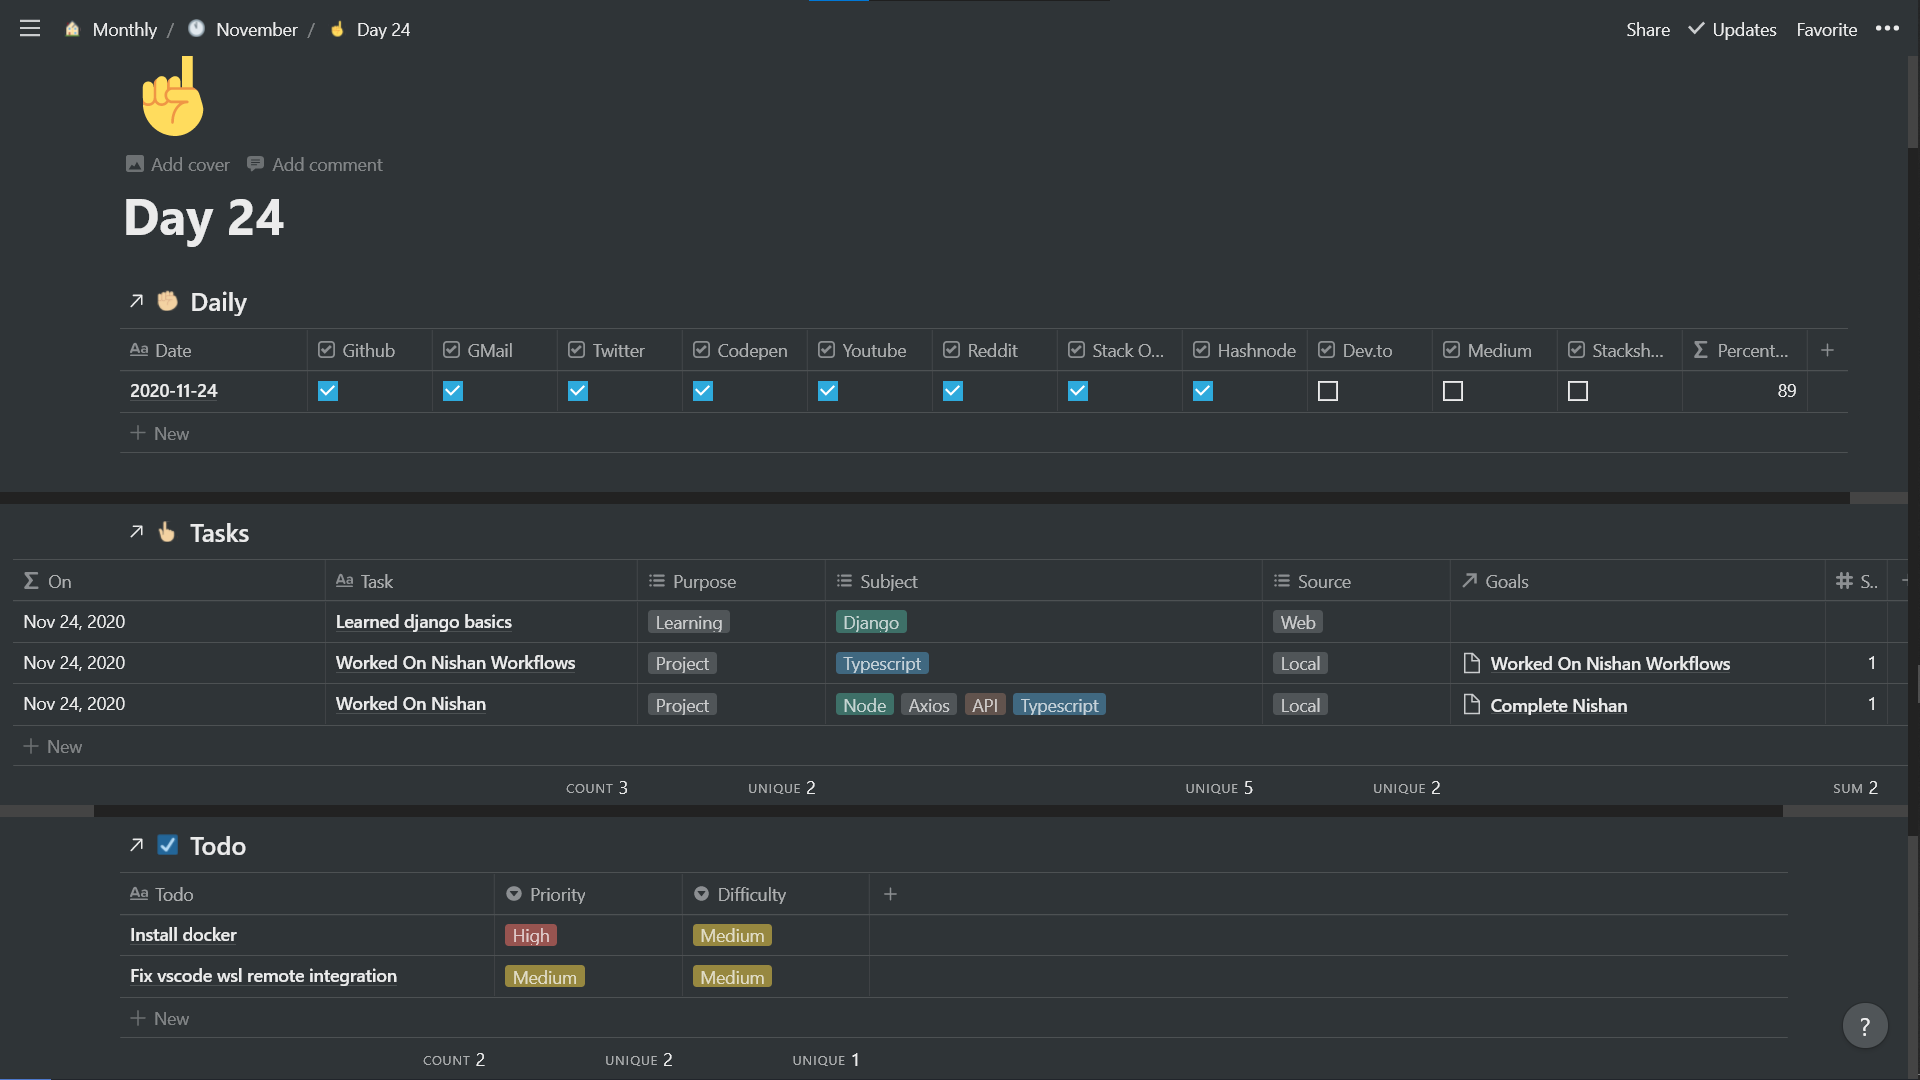 Monthly / November / Day 24 Share Updates Favorite
Add cover Add comment
Day 24
Daily
Aa Date Github GMail Twitter Codepen Youtube Reddit Stack O... Hashnode Dev.to Medium Stacksh... Σ Percent... +
2020-11-24 89
+ New
Tasks
Σ On Aa Task Purpose Subject Source Goals # S..
Nov 24, 2020 Learned django basics Learning Django Web
Nov 24, 2020 Worked On Nishan Workflows Project Typescript Local Worked On Nishan Workflows 1
Nov 24, 2020 Worked On Nishan Project Node Axios API Typescript Local Complete Nishan 1
+ New
COUNT 3 UNIQUE 2 UNIQUE 5 UNIQUE 2 SUM 2
Todo
Aa Todo Priority Difficulty +
Install docker High Medium
Fix vscode wsl remote integration Medium Medium
+ New
?
COUNT 2 UNIQUE 2 UNIQUE 1